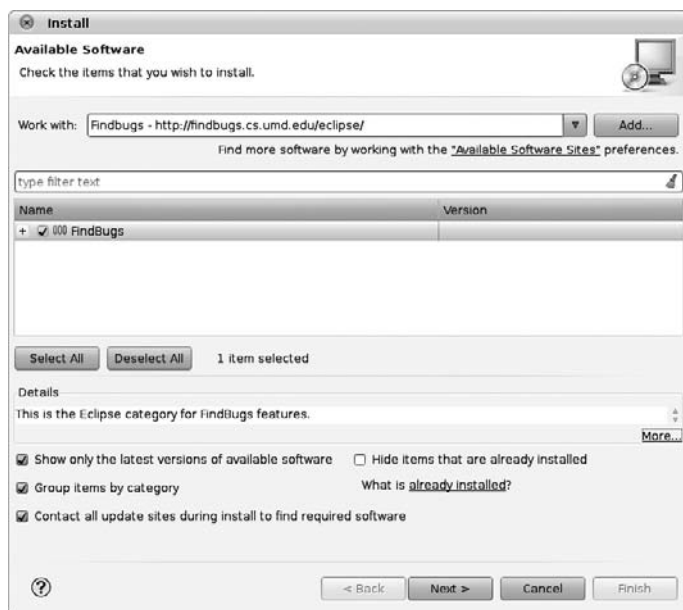 Install
Available Software
Check the items that you wish to install.
Work with: Findbugs - http://findbugs.cs.umd.edu/eclipse/ Add...
Find more software by working with the "Available Software Sites" preferences.
type filter text
Name Version
FindBugs
Select All Deselect All 1 item selected
Details
This is the Eclipse category for FindBugs features.
More...
Show only the latest versions of available software Hide items that are already installed
Group items by category What is already installed?
Contact all update sites during install to find required software
< Back Next > Cancel Finish